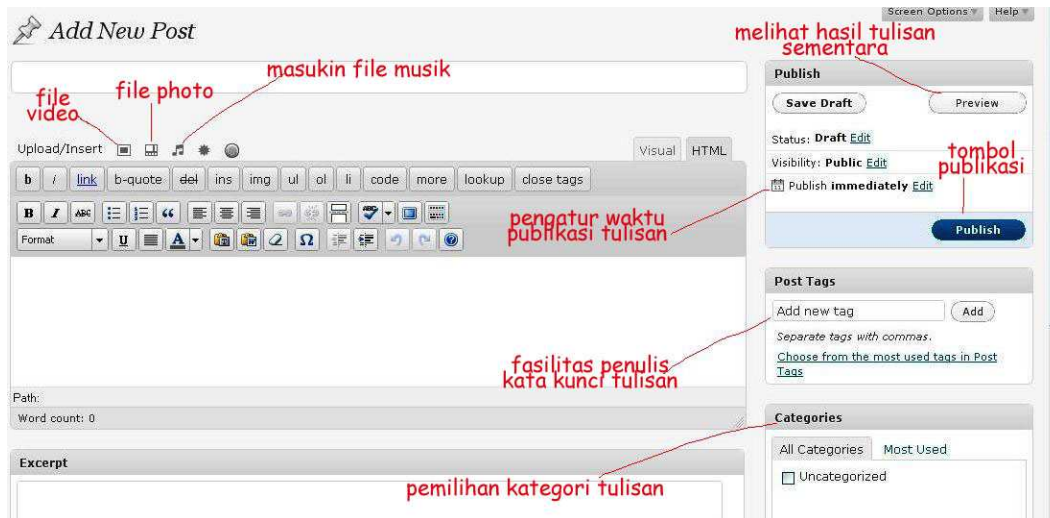 Screen Options Help
Add New Post
melihat hasil tulisan
sementara
masukin file musik
file photo
file
video
Publish
Save Draft Preview
Upload/Insert
Visual HTML
Status: Draft Edit
Visibility: Public Edit
Publish immediately Edit
tombol
publikasi
b i link b-quote del ins img ul ol li code more lookup close tags
B I ABC
Format U A Ω
pengatur waktu
publikasi tulisan
Publish
Post Tags
Add new tag Add
Separate tags with commas.
Choose from the most used tags in Post
Tags
fasilitas penulis
kata kunci tulisan
Path:
Word count: 0
Categories
All Categories Most Used
Uncategorized
Excerpt
pemilihan kategori tulisan